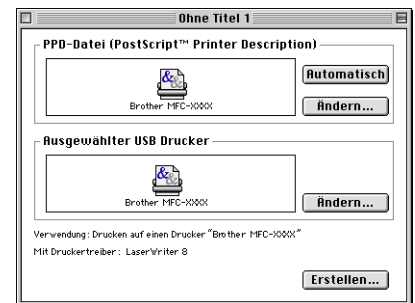 Ohne Titel 1
PPD-Datei (PostScript™ Printer Description)
Brother MFC-XXXX
Automatisch
Ändern...
Ausgewählter USB Drucker
Brother MFC-XXXX
Ändern...
Verwendung: Drucken auf einen Drucker "Brother MFC-XXXX"
Mit Druckertreiber: LaserWriter 8
Erstellen...